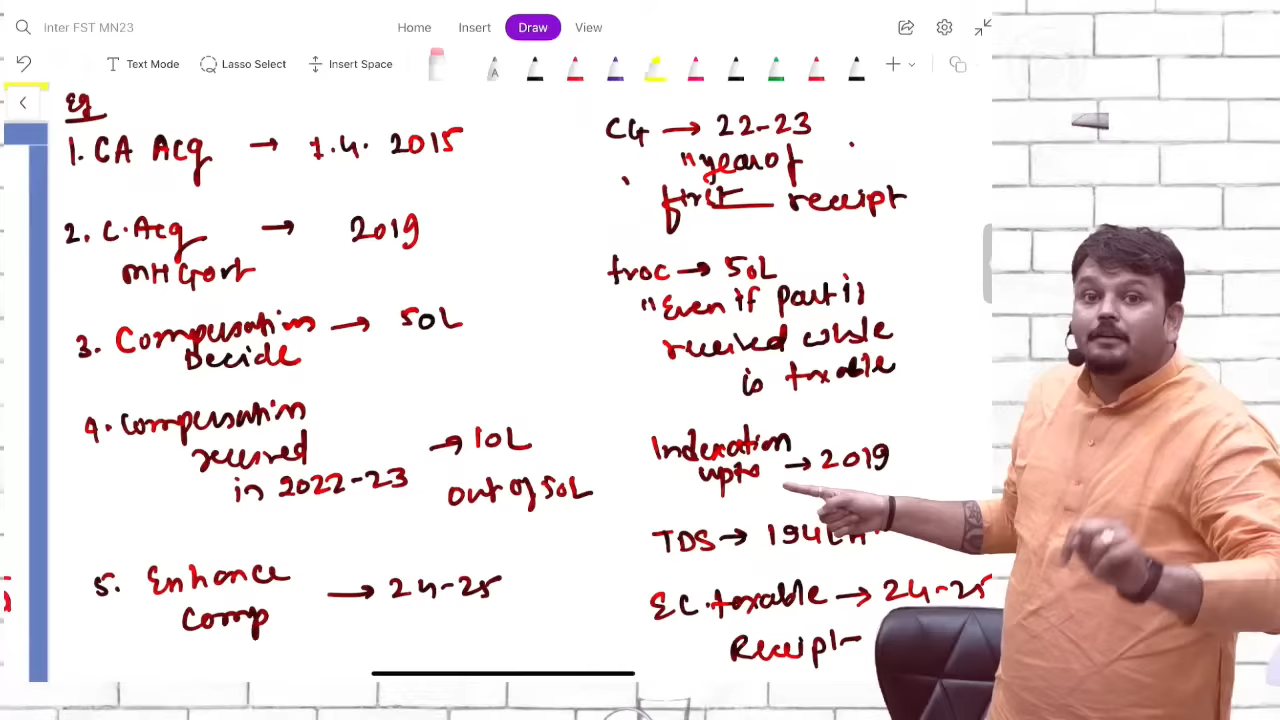 Inter FST MN23
Home Insert Draw View
Text Mode Lasso Select Insert Space
Eg
1. CA Acq → 1.4. 2015
2. C. Acq → 2019
MH Govt
3. Compensation → 50L
Decide
4. Compensation
received → 10L
in 2022-23 out of 50L
5. Enhance → 24-25
Comp
CG → 22-23
"year of
first receipt
fvoc → 50L
"Even if part is
received whole
is taxable
Indexation
upto → 2019
TDS → 194LA
EC. taxable → 24-25
Receipt